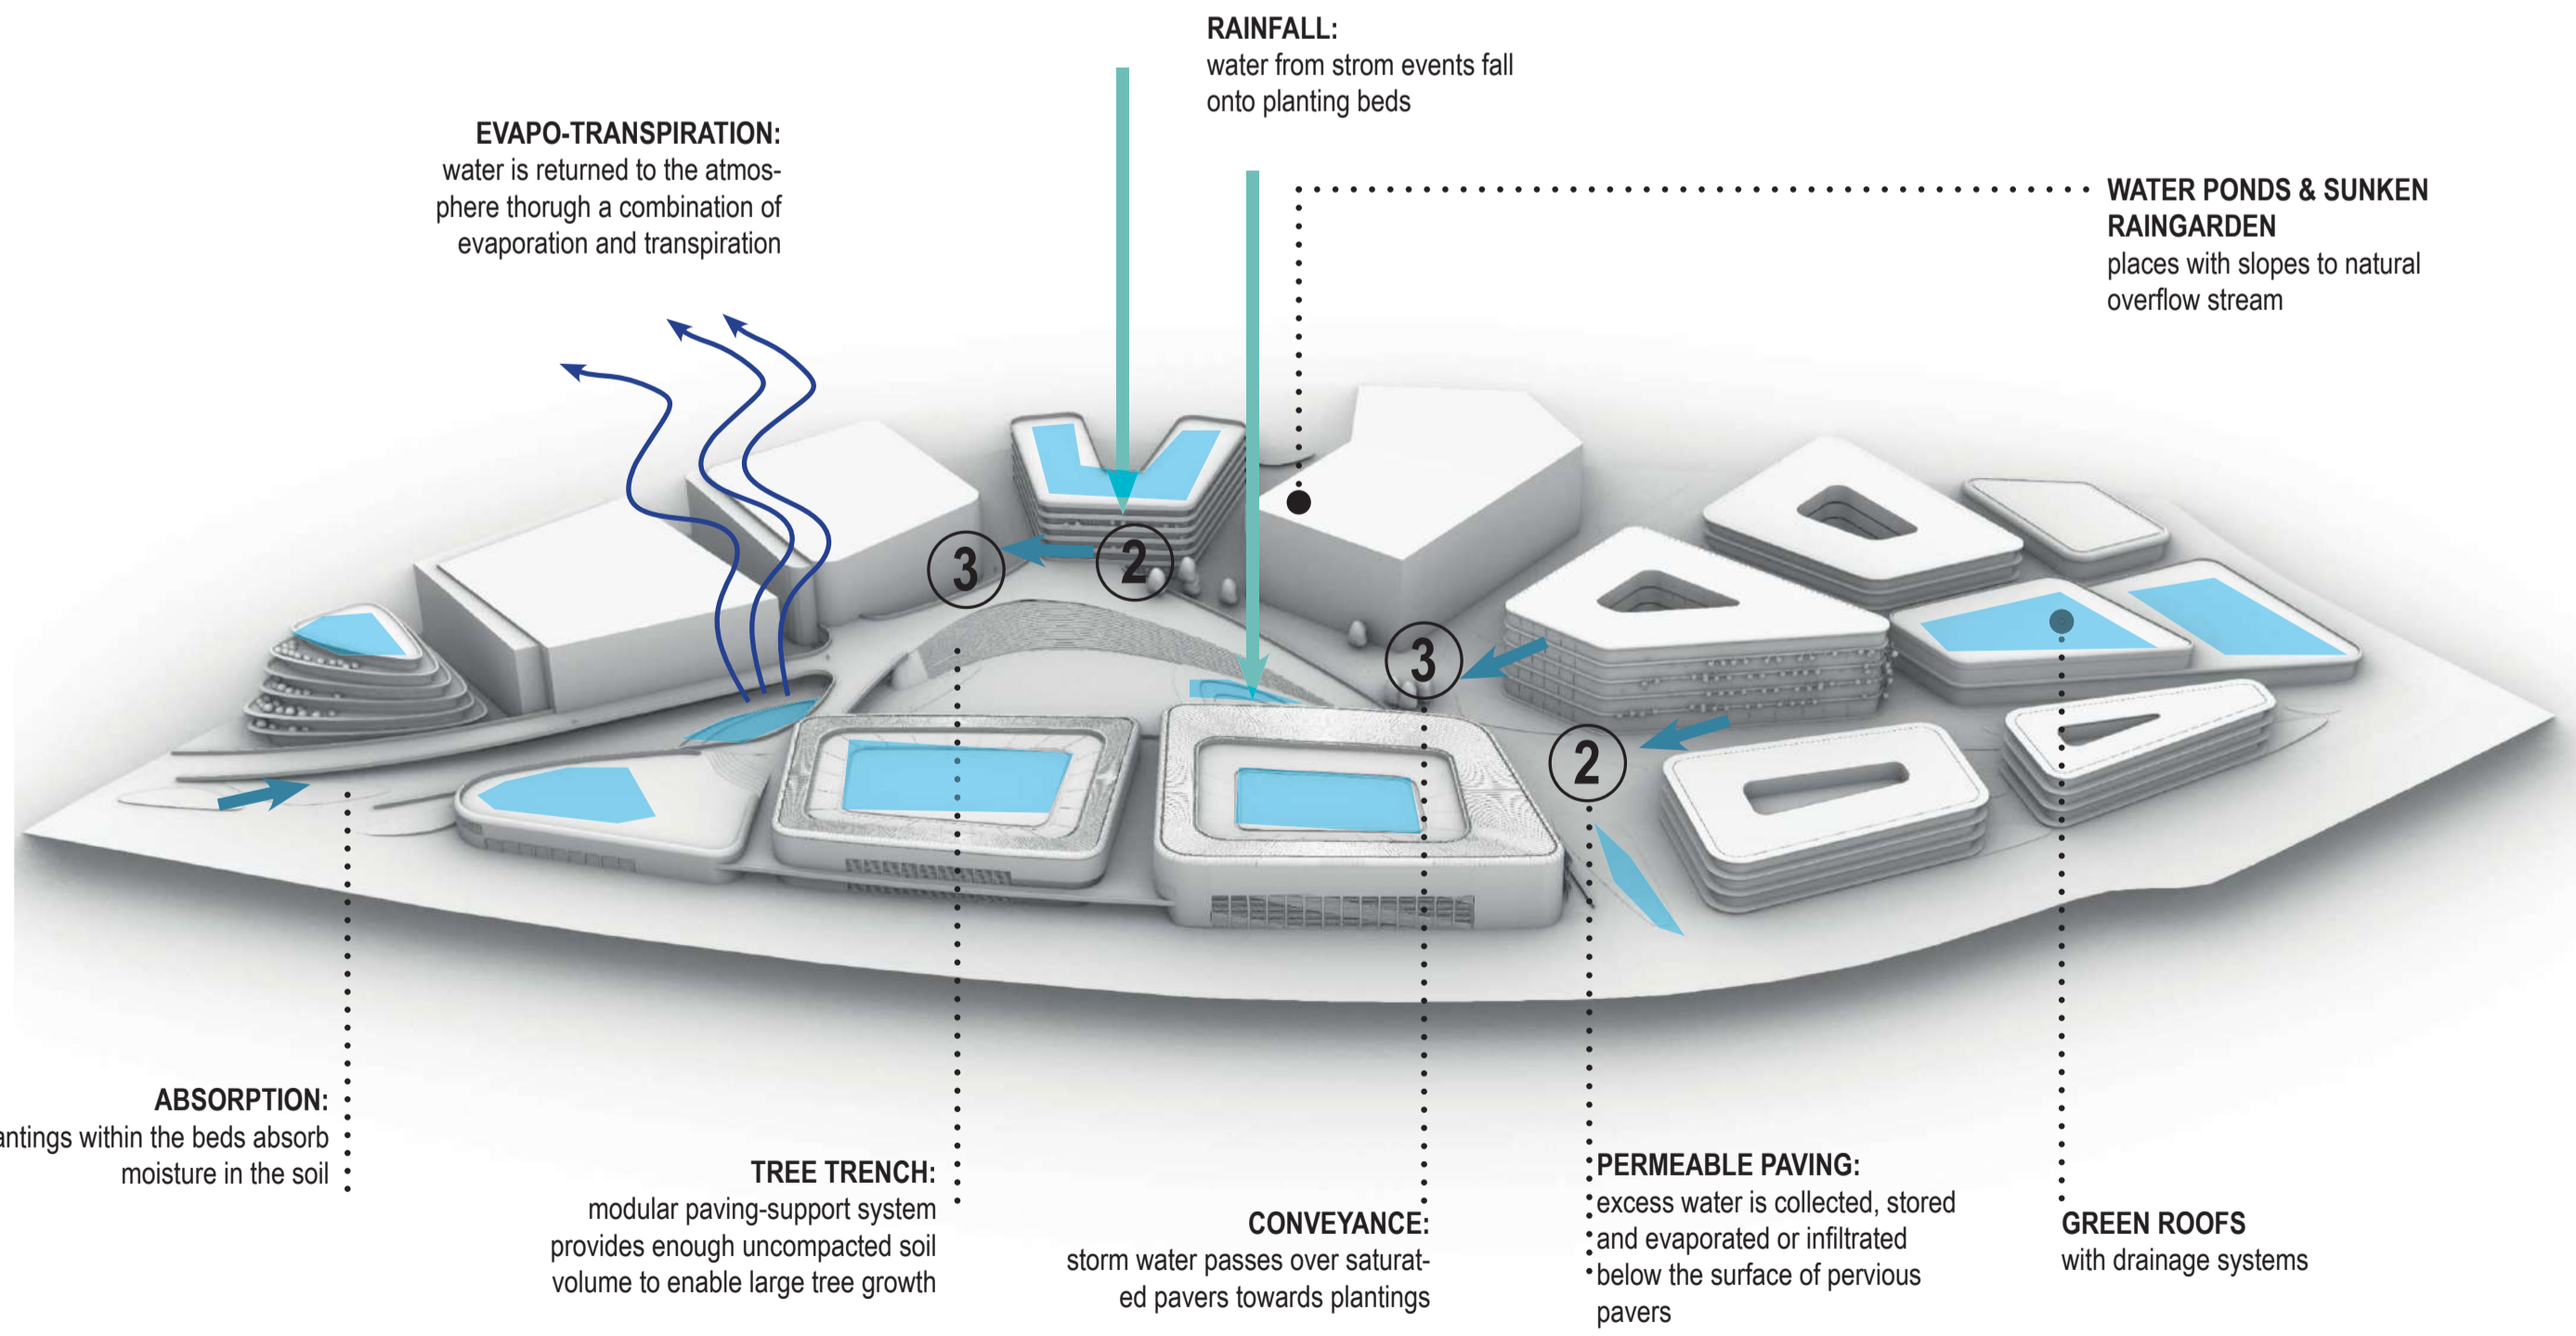 RAINFALL:
water from strom events fall
onto planting beds
EVAPO-TRANSPIRATION:
water is returned to the atmos-
phere thorugh a combination of
evaporation and transpiration
WATER PONDS & SUNKEN
RAINGARDEN
places with slopes to natural
overflow stream
3
2
3
2
ABSORPTION:
within the beds absorb
moisture in the soil
TREE TRENCH:
modular paving-support system
provides enough uncompacted soil
volume to enable large tree growth
CONVEYANCE:
storm water passes over saturat-
ed pavers towards plantings
PERMEABLE PAVING:
excess water is collected, stored
and evaporated or infiltrated
below the surface of pervious
pavers
GREEN ROOFS
with drainage systems